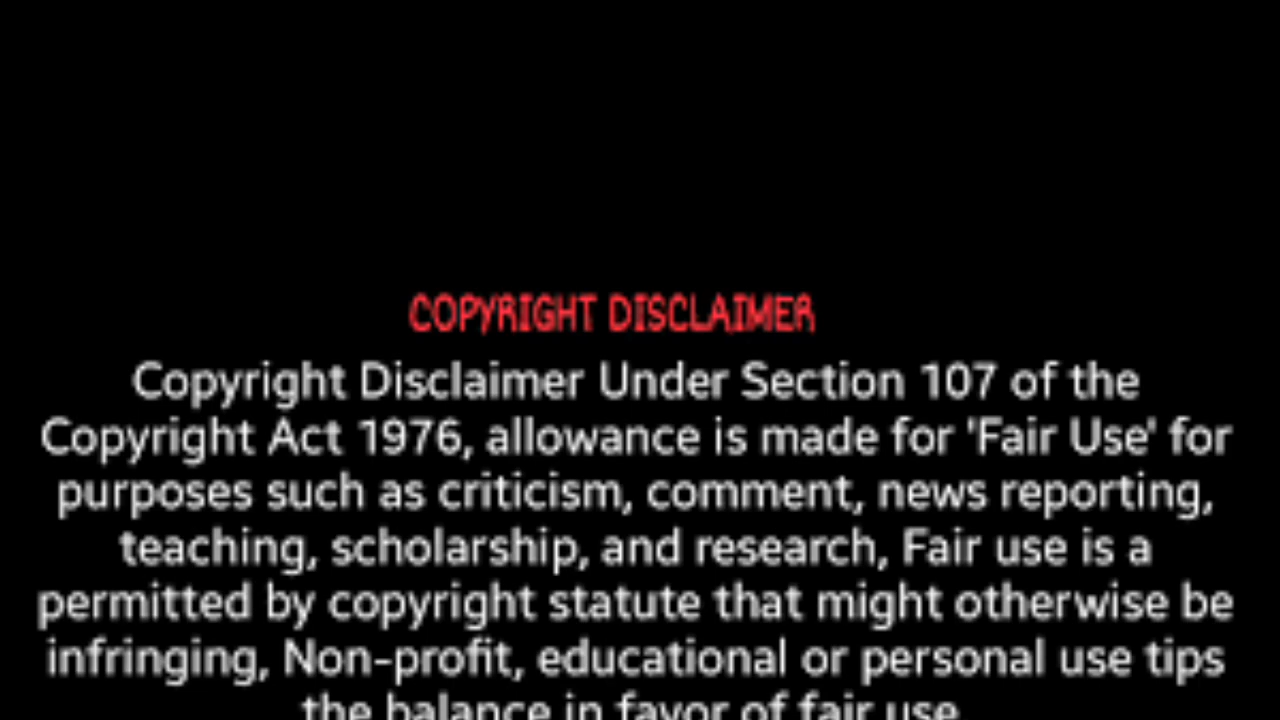 COPYRIGHT DISCLAIMER
Copyright Disclaimer Under Section 107 of the
Copyright Act 1976, allowance is made for 'Fair Use' for
purposes such as criticism, comment, news reporting,
teaching, scholarship, and research, Fair use is a
permitted by copyright statute that might otherwise be
infringing, Non-profit, educational or personal use tips
the balance in favor of fair use